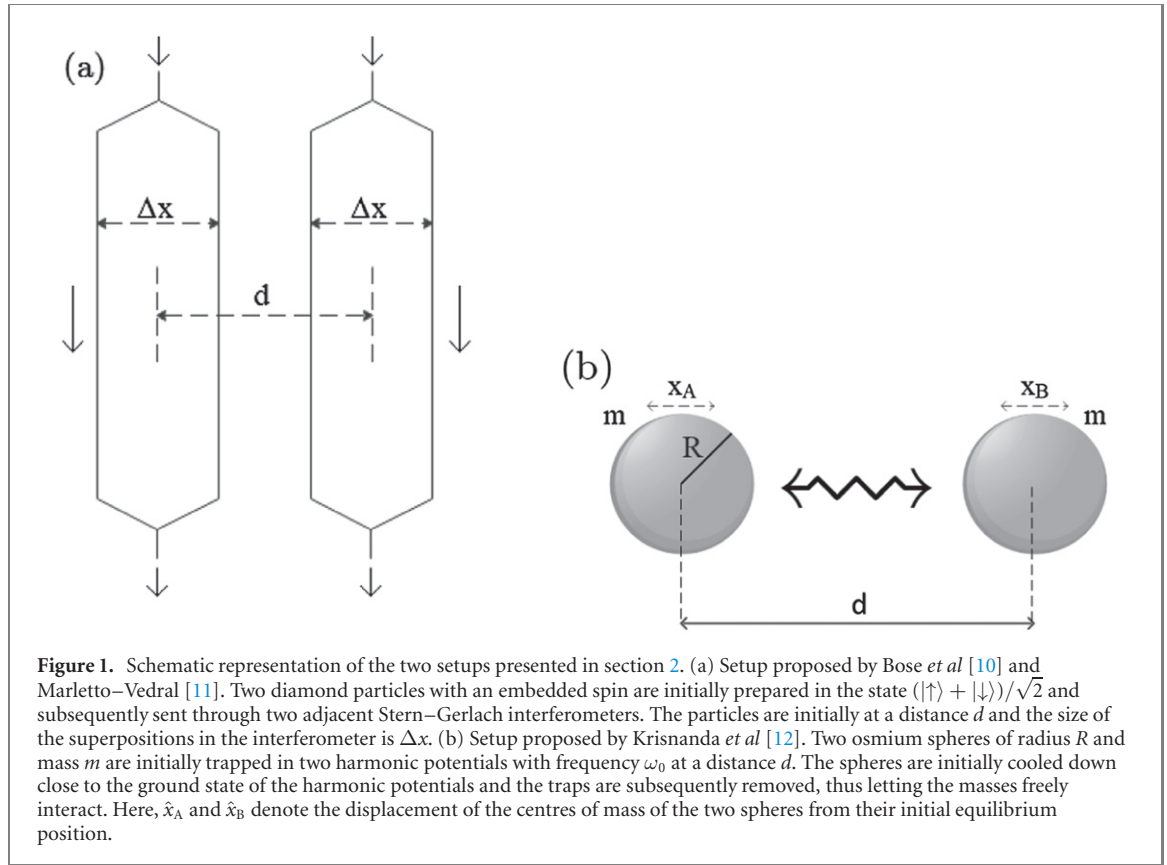 (a)
Δx
Δx
d
(b)
xA
xB
m
m
R
d
Figure 1. Schematic representation of the two setups presented in section 2. (a) Setup proposed by Bose et al [10] and
Marletto–Vedral [11]. Two diamond particles with an embedded spin are initially prepared in the state (|↑⟩ + |↓⟩)/√2 and
subsequently sent through two adjacent Stern–Gerlach interferometers. The particles are initially at a distance d and the size of
the superpositions in the interferometer is Δx. (b) Setup proposed by Krisnanda et al [12]. Two osmium spheres of radius R and
mass m are initially trapped in two harmonic potentials with frequency ω₀ at a distance d. The spheres are initially cooled down
close to the ground state of the harmonic potentials and the traps are subsequently removed, thus letting the masses freely
interact. Here, x̂A and x̂B denote the displacement of the centres of mass of the two spheres from their initial equilibrium
position.